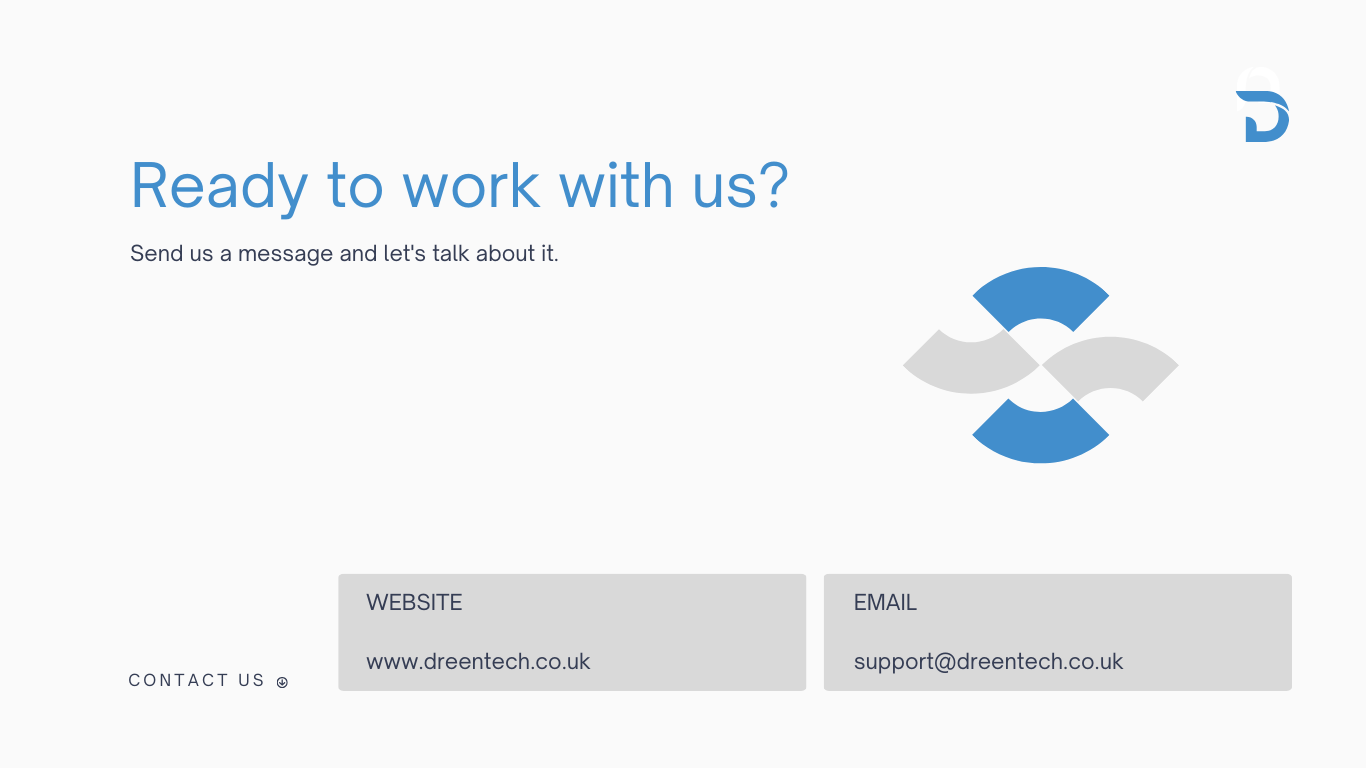 Ready to work with us?
Send us a message and let's talk about it.
CONTACT US
WEBSITE
www.dreentech.co.uk
EMAIL
support@dreentech.co.uk